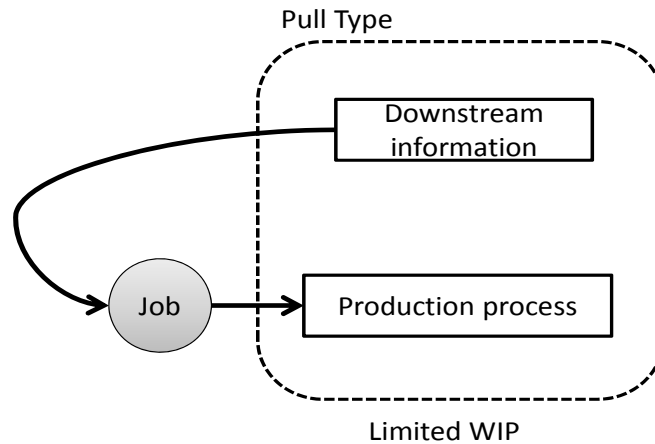 Pull Type
Downstream
information
Job
Production process
Limited WIP